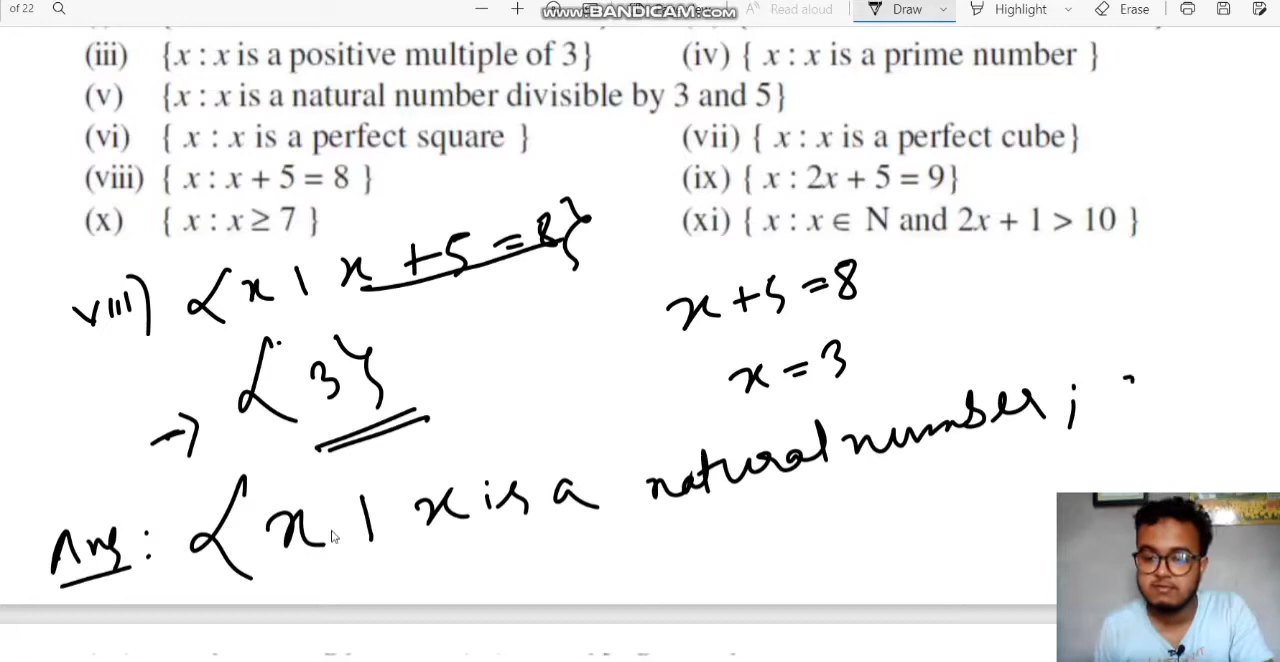 of 22 www.BANDICAM.com Read aloud Draw Highlight Erase
(iii) {x : x is a positive multiple of 3} (iv) { x : x is a prime number }
(v) {x : x is a natural number divisible by 3 and 5}
(vi) { x : x is a perfect square } (vii) { x : x is a perfect cube}
(viii) { x : x + 5 = 8 } (ix) { x : 2x + 5 = 9}
(x) { x : x ≥ 7 } (xi) { x : x ∈ N and 2x + 1 > 10 }
viii) {x | x + 5 = 8} x + 5 = 8
→ {3} x = 3
Ans: {x | x is a natural number;